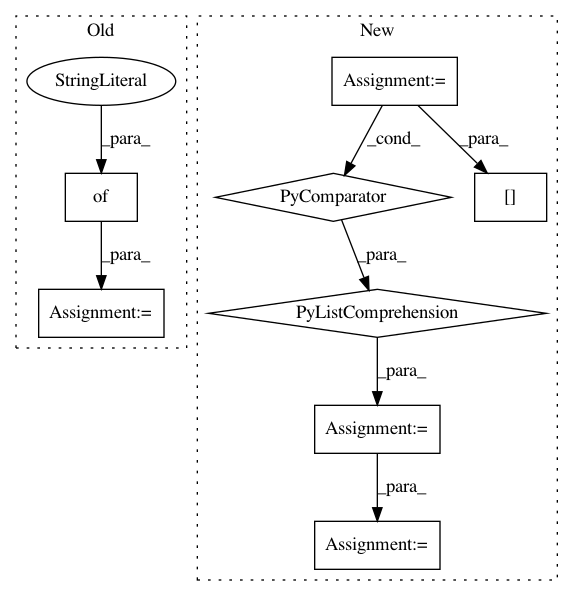 Old
StringLiteral
_para_
of
_para_
Assignment:=
New
Assignment:=
_cond_
_para_
PyComparator
[]
_para_
PyListComprehension
_para_
Assignment:=
_para_
Assignment:=